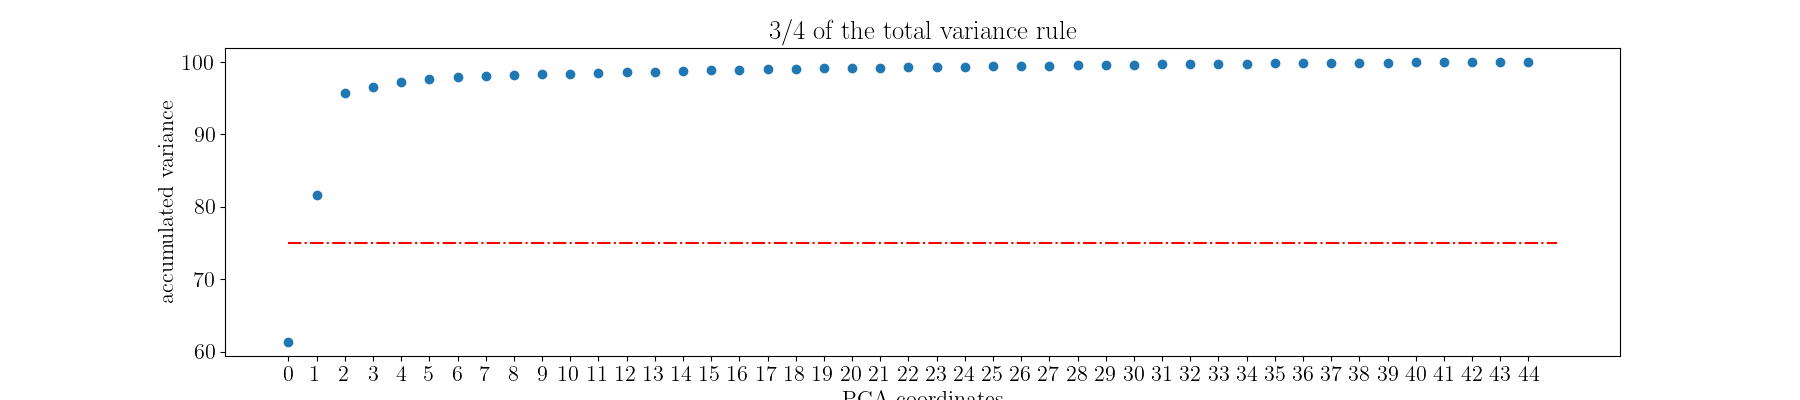 3/4 of the total variance rule
accumulated variance
100
90
80
70
60
0 1 2 3 4 5 6 7 8 9 10 11 12 13 14 15 16 17 18 19 20 21 22 23 24 25 26 27 28 29 30 31 32 33 34 35 36 37 38 39 40 41 42 43 44
PCA coordinates